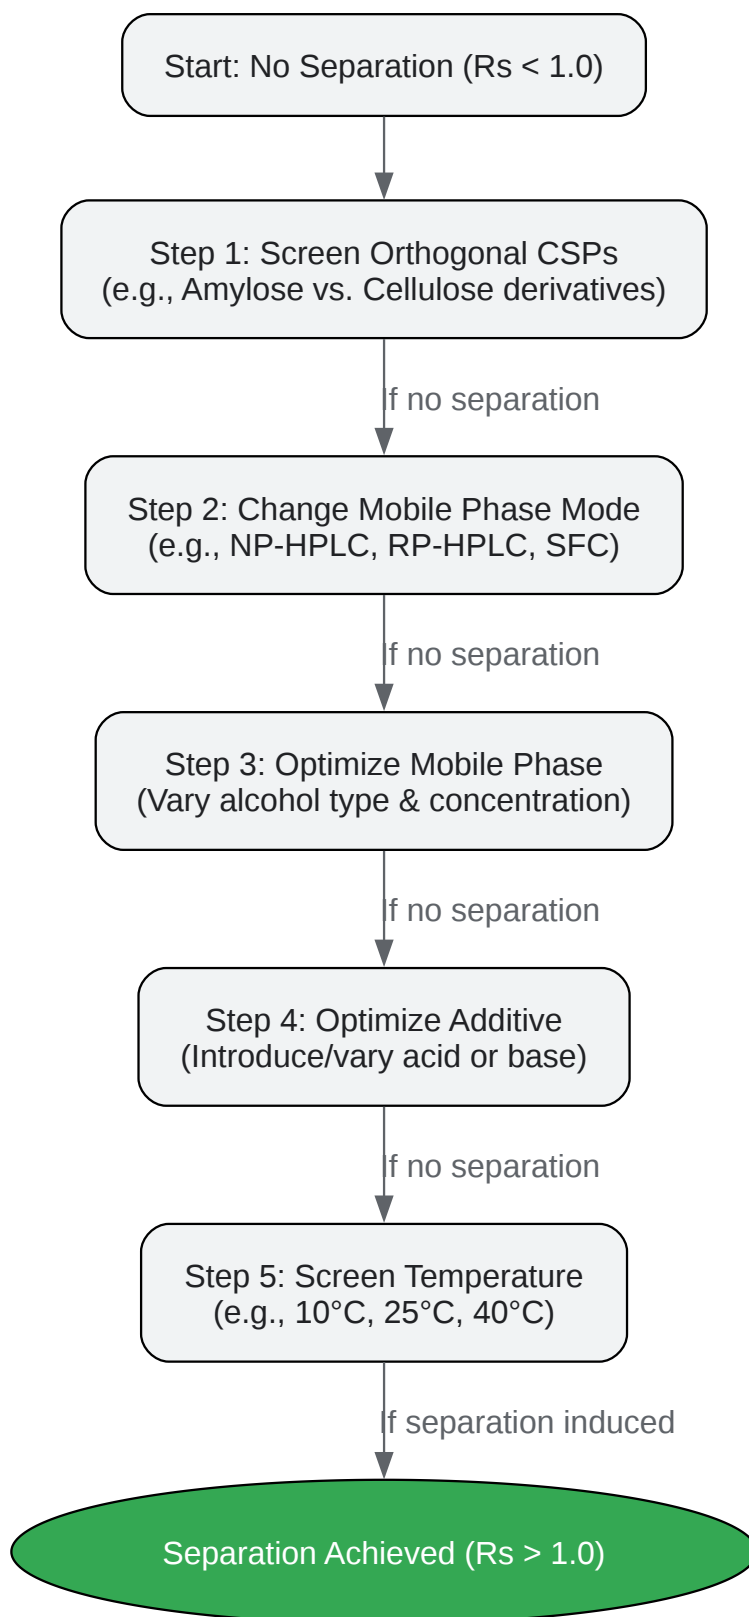 Start: No Separation (Rs < 1.0)
Step 1: Screen Orthogonal CSPs
(e.g., Amylose vs. Cellulose derivatives)
If no separation
Step 2: Change Mobile Phase Mode
(e.g., NP-HPLC, RP-HPLC, SFC)
If no separation
Step 3: Optimize Mobile Phase
(Vary alcohol type & concentration)
If no separation
Step 4: Optimize Additive
(Introduce/vary acid or base)
If no separation
Step 5: Screen Temperature
(e.g., 10°C, 25°C, 40°C)
If separation induced
Separation Achieved (Rs > 1.0)